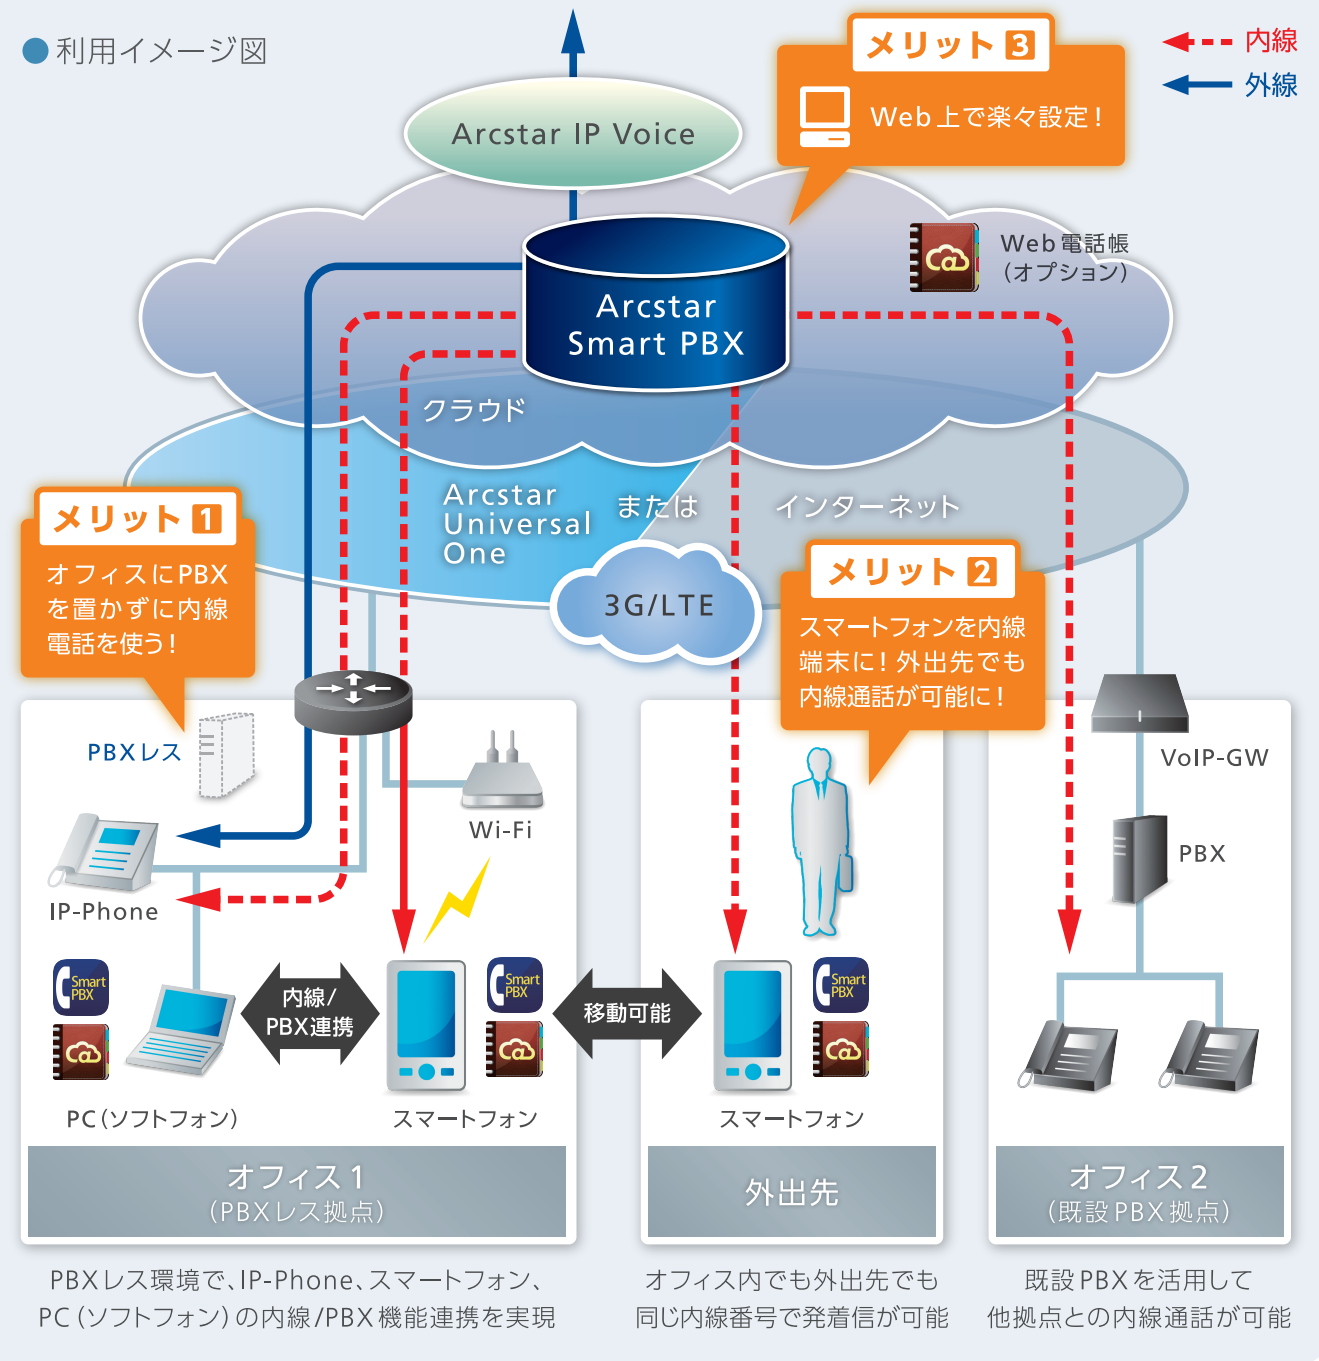 利用イメージ図
内線
外線
メリット3
Web上で楽々設定!
Arcstar IP Voice
Web電話帳
(オプション)
Arcstar
Smart PBX
クラウド
Arcstar
Universal
One
または
インターネット
3G/LTE
メリット1
オフィスにPBX
を置かずに内線
電話を使う!
メリット2
スマートフォンを内線
端末に!外出先でも
内線通話が可能に!
PBXレス
Wi-Fi
IP-Phone
VoIP-GW
PBX
Smart
PBX
内線/
PBX連携
Smart
PBX
移動可能
Smart
PBX
PC(ソフトフォン)
スマートフォン
スマートフォン
オフィス1
(PBXレス拠点)
外出先
オフィス2
(既設PBX拠点)
PBXレス環境で、IP-Phone、スマートフォン、
PC(ソフトフォン)の内線/PBX機能連携を実現
オフィス内でも外出先でも
同じ内線番号で発着信が可能
既設PBXを活用して
他拠点との内線通話が可能